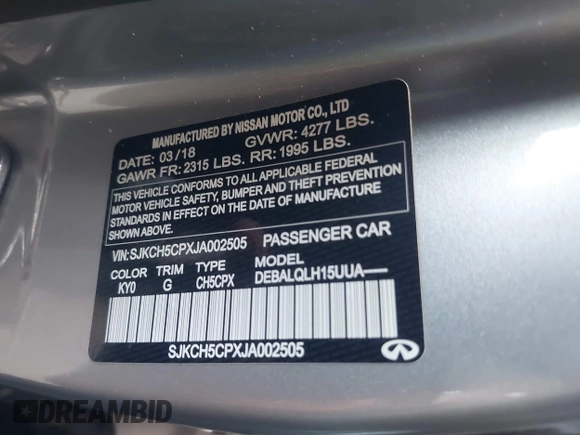 MANUFACTURED BY NISSAN MOTOR CO., LTD
DATE: 03/18 GVWR: 4277 LBS.
GAWR FR: 2315 LBS. RR: 1995 LBS.
THIS VEHICLE CONFORMS TO ALL APPLICABLE FEDERAL
MOTOR VEHICLE SAFETY, BUMPER AND THEFT PREVENTION
STANDARDS IN EFFECT ON THE DATE OF MANUFACTURE
SHOWN ABOVE.
VIN:SJKCH5CPXJA002505 PASSENGER CAR
COLOR TRIM TYPE MODEL
KY0 G CH5CPX DEBALQLH15UUA—
SJKCH5CPXJA002505
DREAMBID